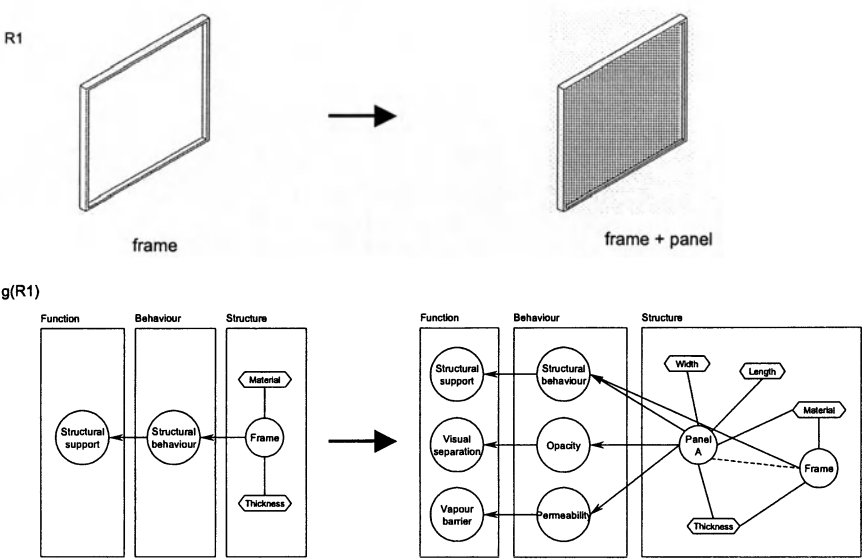 R1
frame
frame + panel
g(R1)
Function
Behaviour
Structure
Material
Structural
support
Structural
behaviour
Frame
Thickness
Function
Behaviour
Structure
Structural
support
Structural
behaviour
Width
Length
Material
Visual
separation
Opacity
Panel
A
Frame
Vapour
barrier
Permeability
Thickness